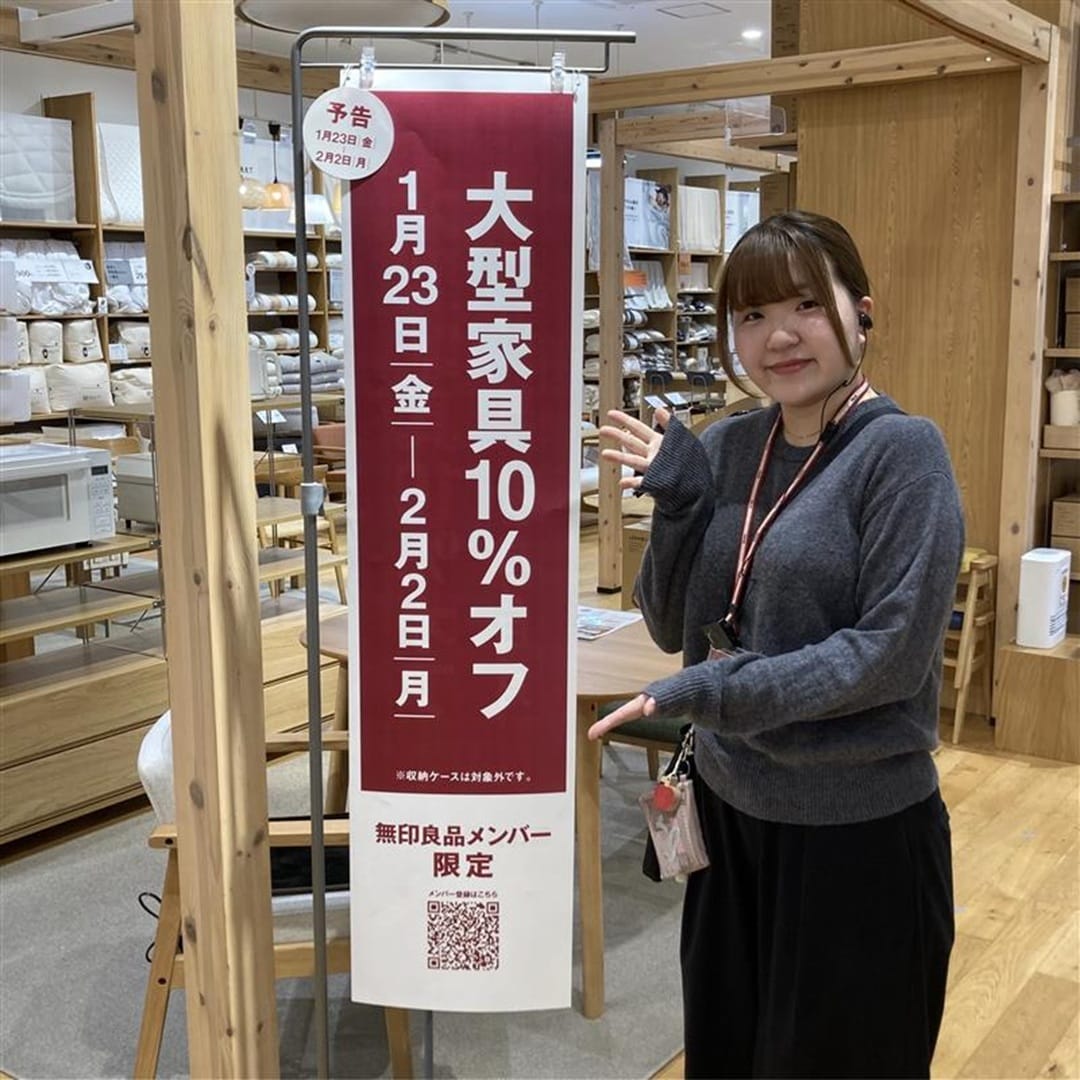 予告
1月23日｜金｜
｜
2月2日｜月｜
大型家具10%オフ
1月23日｜金｜―2月2日｜月｜
※収納ケースは対象外です。
無印良品メンバー
限定
メンバー登録はこちら